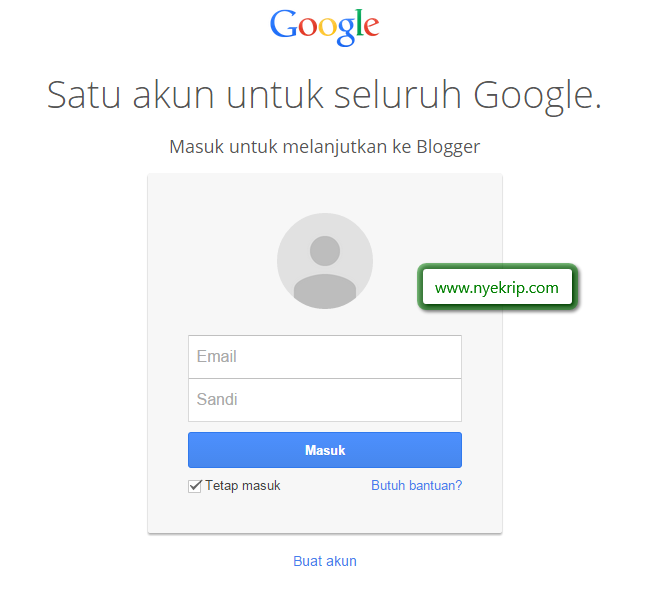 Google
Satu akun untuk seluruh Google.
Masuk untuk melanjutkan ke Blogger
www.nyekrip.com
Email
Sandi
Masuk
Tetap masuk
Butuh bantuan?
Buat akun